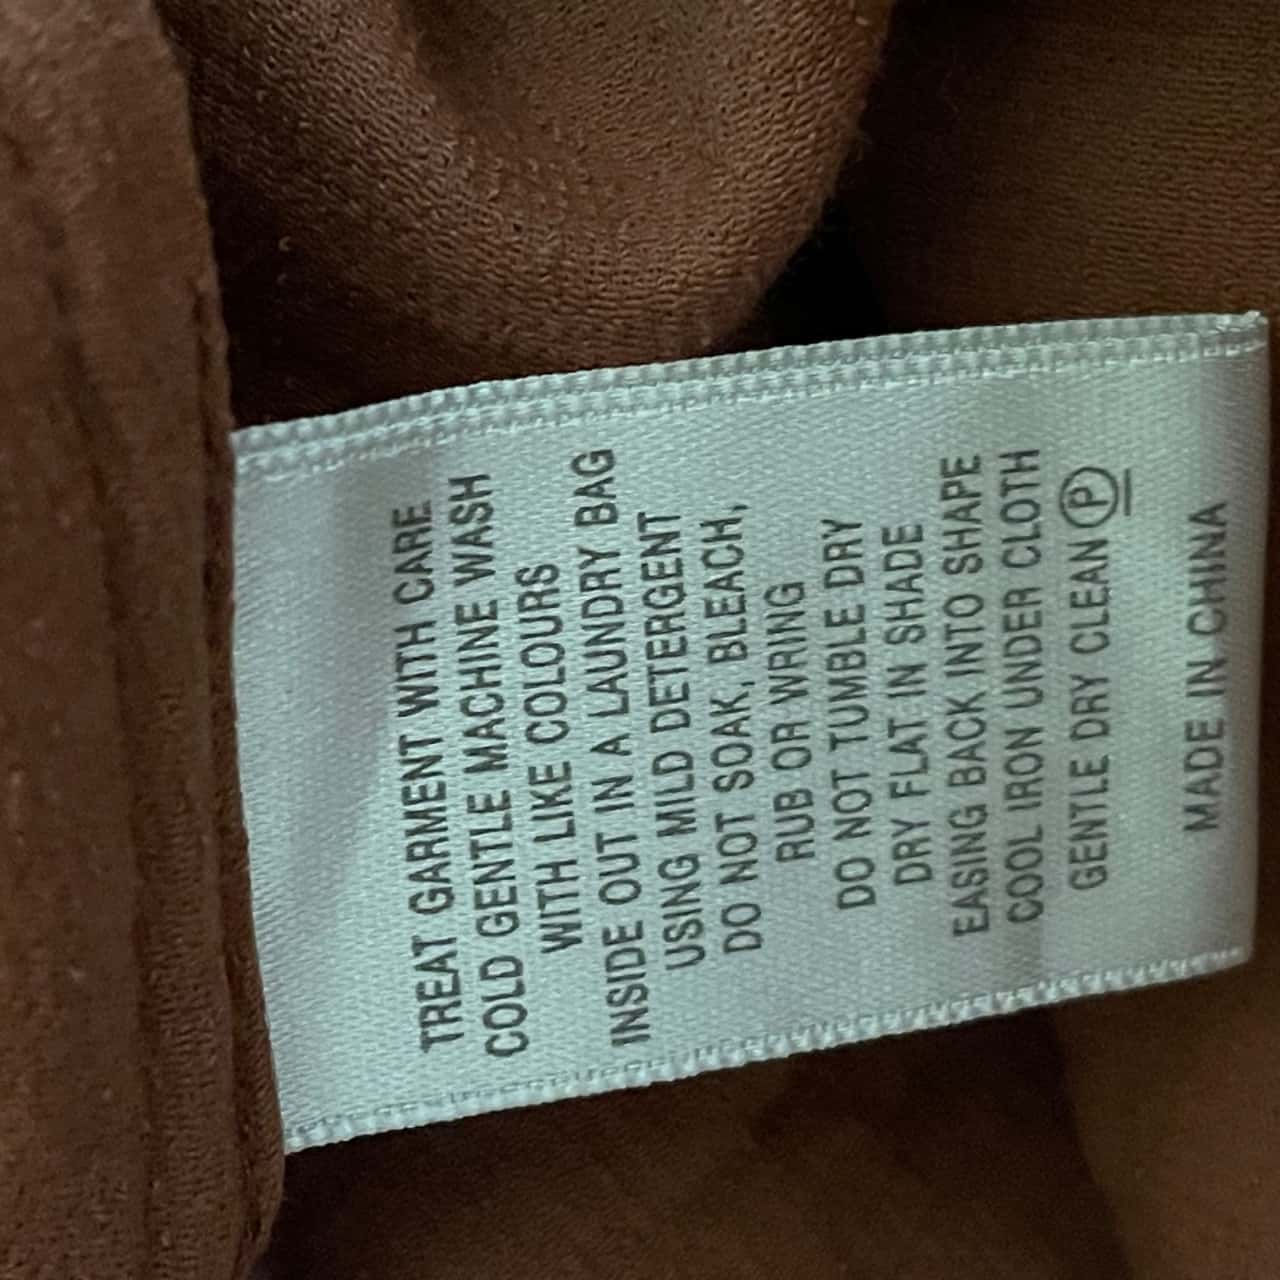 TREAT GARMENT WITH CARE
COLD GENTLE MACHINE WASH
WITH LIKE COLOURS
INSIDE OUT IN A LAUNDRY BAG
USING MILD DETERGENT
DO NOT SOAK, BLEACH,
RUB OR WRING
DO NOT TUMBLE DRY
DRY FLAT IN SHADE
EASING BACK INTO SHAPE
COOL IRON UNDER CLOTH
GENTLE DRY CLEAN P
MADE IN CHINA